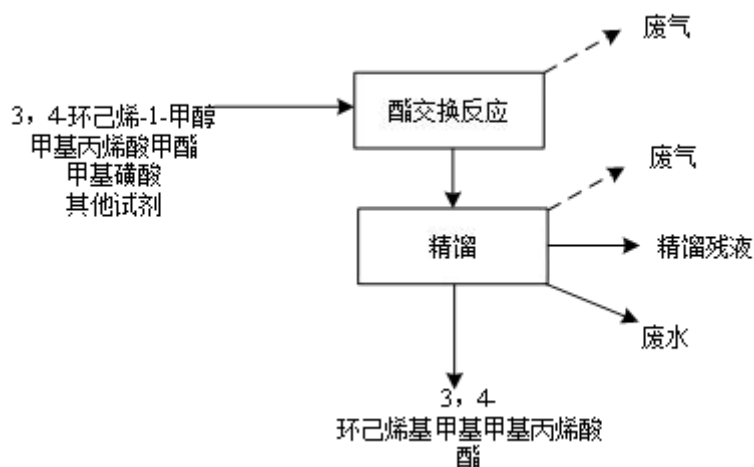 废气
酯交换反应
3，4-环己烯-1-甲醇
甲基丙烯酸甲酯
甲基磺酸
其他试剂
废气
精馏
精馏残液
废水
3，4-
环己烯基甲基甲基丙烯酸
酯